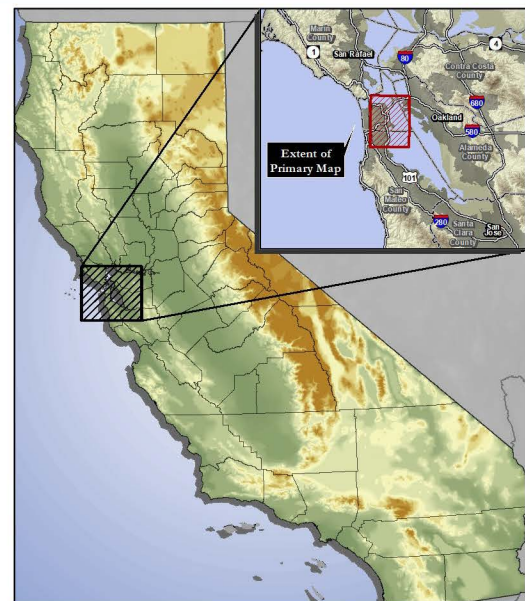 Marin
County
1
San Rafael
80
4
Contra Costa
County
680
Oakland
580
Alameda
County
Extent of
Primary Map
101
San
Mateo
County
280
Santa
Clara
County
San
Jose